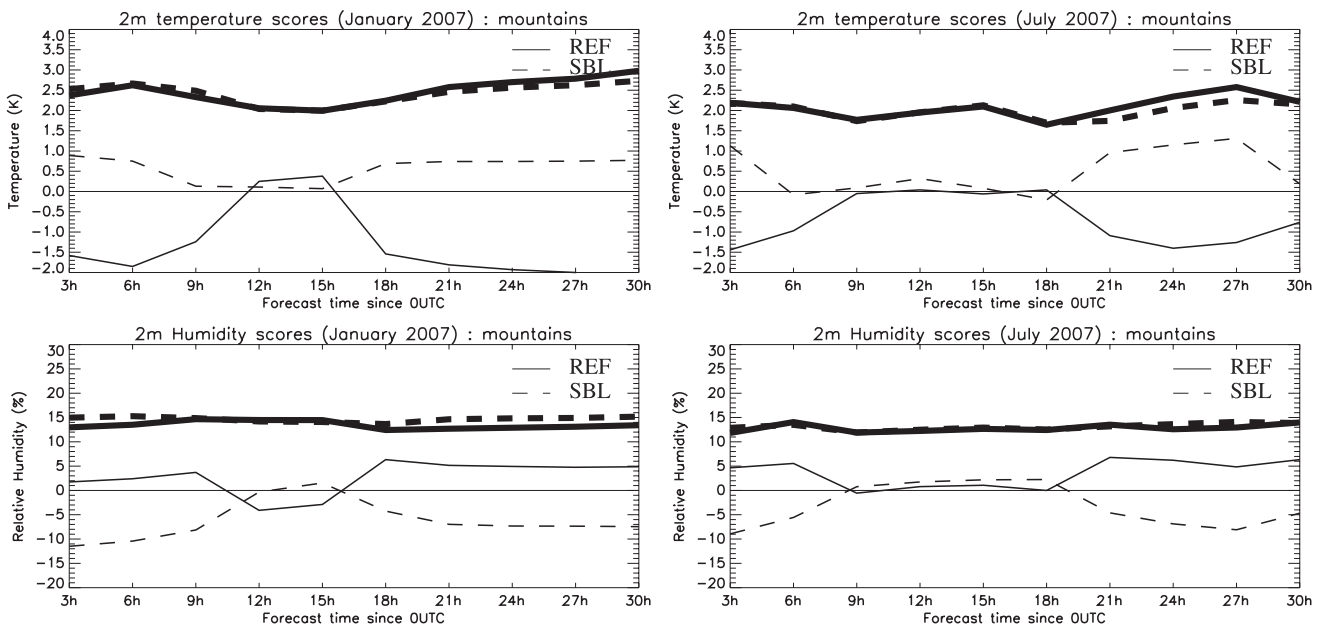 2m temperature scores (January 2007) : mountains
4.0
3.5
3.0
2.5
2.0
1.5
1.0
0.5
0.0
-0.5
-1.0
-1.5
-2.0
Temperature (K)
REF
SBL
3h 6h 9h 12h 15h 18h 21h 24h 27h 30h
Forecast time since 0UTC
2m temperature scores (July 2007) : mountains
4.0
3.5
3.0
2.5
2.0
1.5
1.0
0.5
0.0
-0.5
-1.0
-1.5
-2.0
Temperature (K)
REF
SBL
3h 6h 9h 12h 15h 18h 21h 24h 27h 30h
Forecast time since 0UTC
2m Humidity scores (January 2007) : mountains
30
25
20
15
10
5
0
-5
-10
-15
-20
Relative Humidity (%)
REF
SBL
3h 6h 9h 12h 15h 18h 21h 24h 27h 30h
Forecast time since 0UTC
2m Humidity scores (July 2007) : mountains
30
25
20
15
10
5
0
-5
-10
-15
-20
Relative Humidity (%)
REF
SBL
3h 6h 9h 12h 15h 18h 21h 24h 27h 30h
Forecast time since 0UTC